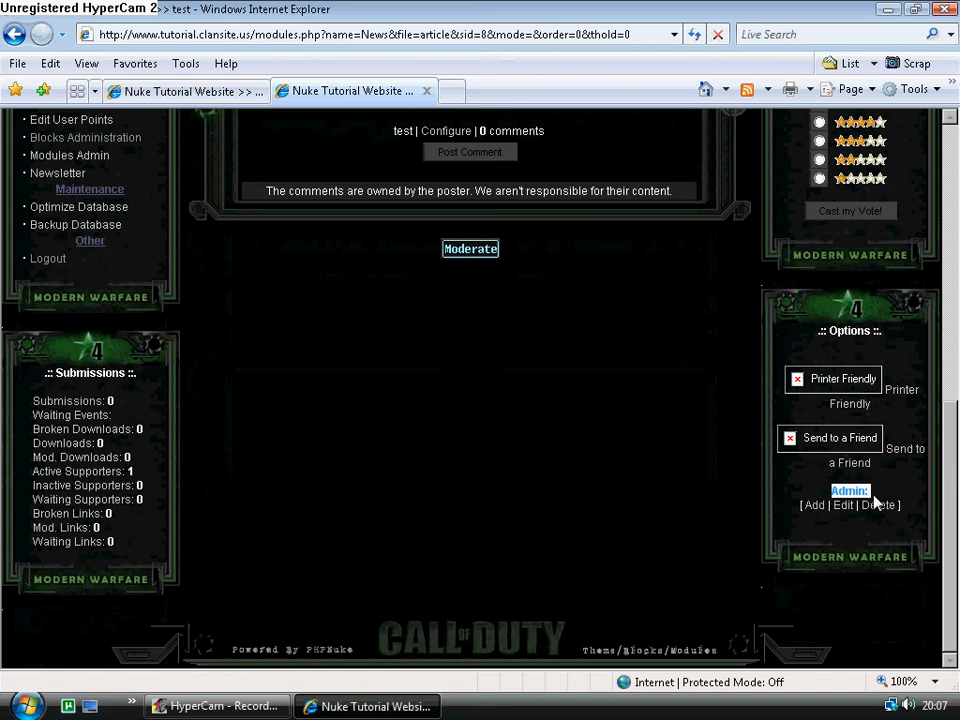 Unregistered HyperCam 2 >> test - Windows Internet Explorer
http://www.tutorial.clansite.us/modules.php?name=News&file=article&sid=8&mode=&order=0&thold=0
Live Search
File Edit View Favorites Tools Help
List Scrap
Nuke Tutorial Website >> ...
Nuke Tutorial Website ...
Page Tools
· Edit User Points
· Blocks Administration
· Modules Admin
· Newsletter
Maintenance
· Optimize Database
· Backup Database
Other
· Logout
MODERN WARFARE
4
.:: Submissions ::.
Submissions: 0
Waiting Events:
Broken Downloads: 0
Downloads: 0
Mod. Downloads: 0
Active Supporters: 1
Inactive Supporters: 0
Waiting Supporters: 0
Broken Links: 0
Mod. Links: 0
Waiting Links: 0
MODERN WARFARE
test | Configure | 0 comments
Post Comment
The comments are owned by the poster. We aren't responsible for their content.
Moderate
Cast my Vote!
MODERN WARFARE
4
.:: Options ::.
Printer Friendly Printer
Friendly
Send to a Friend Send to
a Friend
Admin:
[ Add | Edit | Delete ]
MODERN WARFARE
Powered By PHPNuke
CALL OF DUTY
Theme/Blocks/Modules
Internet | Protected Mode: Off
100%
HyperCam - Record...
Nuke Tutorial Websi...
20:07